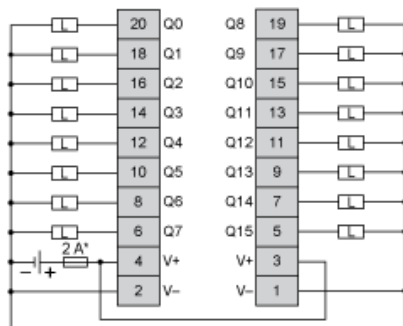 L 20 Q0 Q8 19 L
L 18 Q1 Q9 17 L
L 16 Q2 Q10 15 L
L 14 Q3 Q11 13 L
L 12 Q4 Q12 11 L
L 10 Q5 Q13 9 L
L 8 Q6 Q14 7 L
L 6 Q7 Q15 5 L
− + 2 A* 4 V+ V+ 3
2 V− V− 1